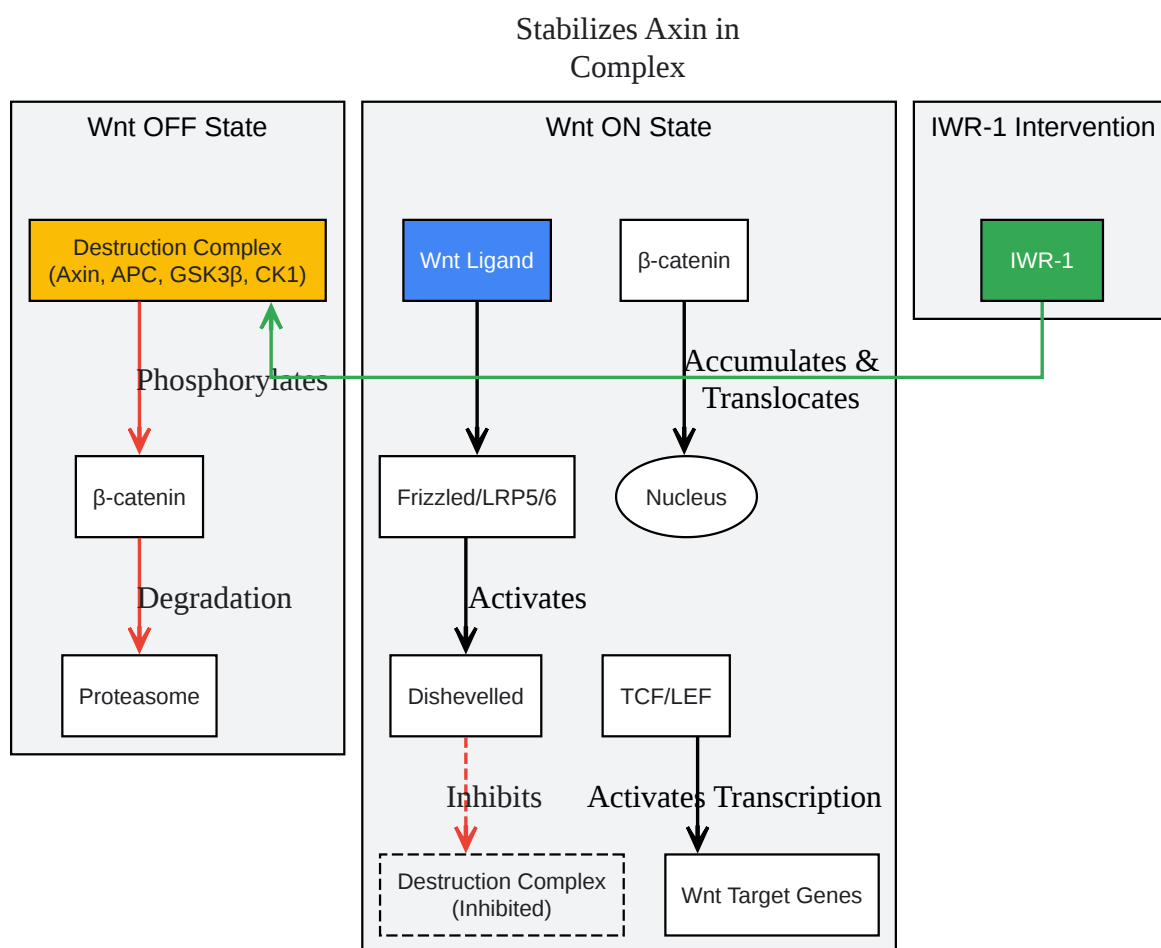 Stabilizes Axin in
Complex
Wnt OFF State
Wnt ON State
IWR-1 Intervention
Destruction Complex
(Axin, APC, GSK3β, CK1)
Wnt Ligand
β-catenin
IWR-1
Phosphorylates
Accumulates &
Translocates
β-catenin
Frizzled/LRP5/6
Nucleus
Degradation
Activates
Proteasome
Dishevelled
TCF/LEF
Inhibits
Activates Transcription
Destruction Complex
(Inhibited)
Wnt Target Genes